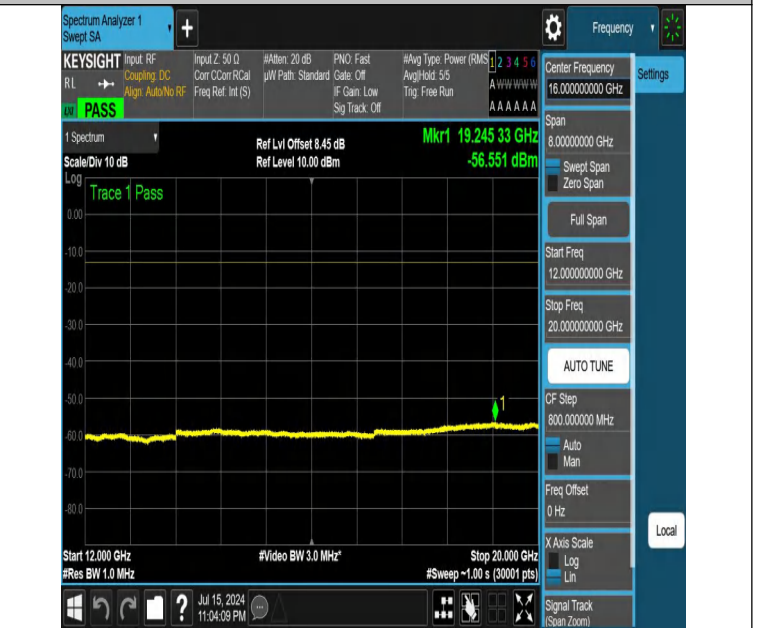 Spectrum Analyzer 1
Swept SA
+
Frequency
KEYSIGHT
RL
PASS
Input: RF
Coupling: DC
Align: Auto/No RF
Input Z: 50 Ω
Corr CCorr RCal
Freq Ref: Int (S)
#Atten: 20 dB
µW Path: Standard
PNO: Fast
Gate: Off
IF Gain: Low
Sig Track: Off
#Avg Type: Power (RMS
Avg|Hold: 5/5
Trig: Free Run
1 2 3 4 5 6
A W W W W W
A A A A A A
1 Spectrum
Scale/Div 10 dB
Ref Lvl Offset 8.45 dB
Ref Level 10.00 dBm
Mkr1 19.245 33 GHz
-56.551 dBm
Log
Trace 1 Pass
0.00
-10.0
-20.0
-30.0
-40.0
-50.0
-60.0
-70.0
-80.0
1
Start 12.000 GHz
#Res BW 1.0 MHz
#Video BW 3.0 MHz*
Stop 20.000 GHz
#Sweep ~1.00 s (30001 pts)
?
Jul 15, 2024
11:04:09 PM
Center Frequency
16.000000000 GHz
Settings
Span
8.00000000 GHz
Swept Span
Zero Span
Full Span
Start Freq
12.000000000 GHz
Stop Freq
20.000000000 GHz
AUTO TUNE
CF Step
800.000000 MHz
Auto
Man
Freq Offset
0 Hz
X Axis Scale
Log
Lin
Local
Signal Track
(Span Zoom)